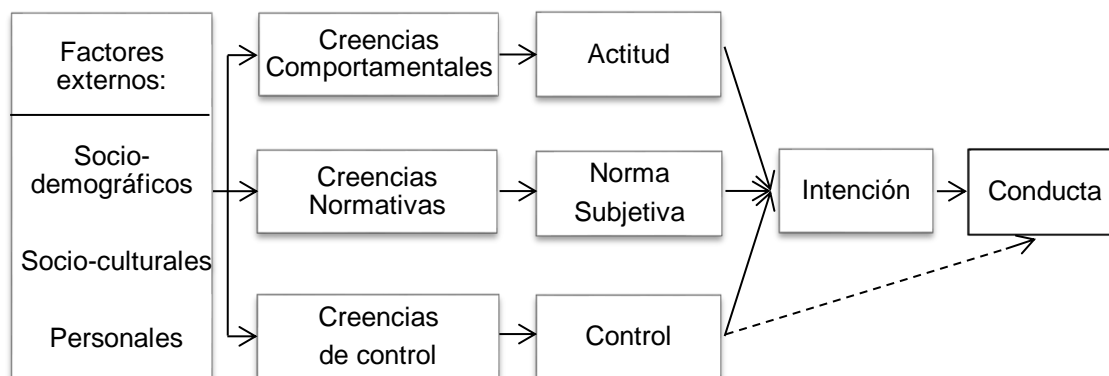 Factores
externos:
Socio-
demográficos
Socio-culturales
Personales
Creencias
Comportamentales
Actitud
Creencias
Normativas
Norma
Subjetiva
Creencias
de control
Control
Intención
Conducta